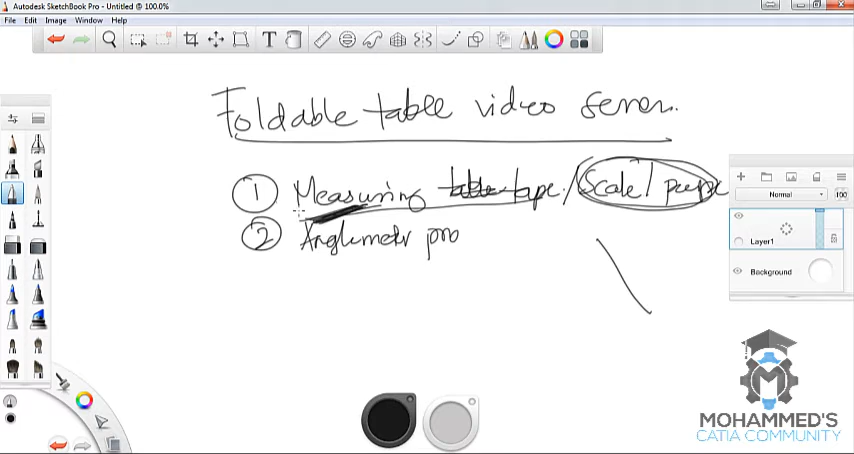 Autodesk SketchBook Pro - Untitled @ 100.0%
File Edit Image Window Help
Foldable table video series.
① Measuring table tape/Scale/
② Anglemeter pro
Normal 100
Layer1
Background
MOHAMMED'S
CATIA COMMUNITY